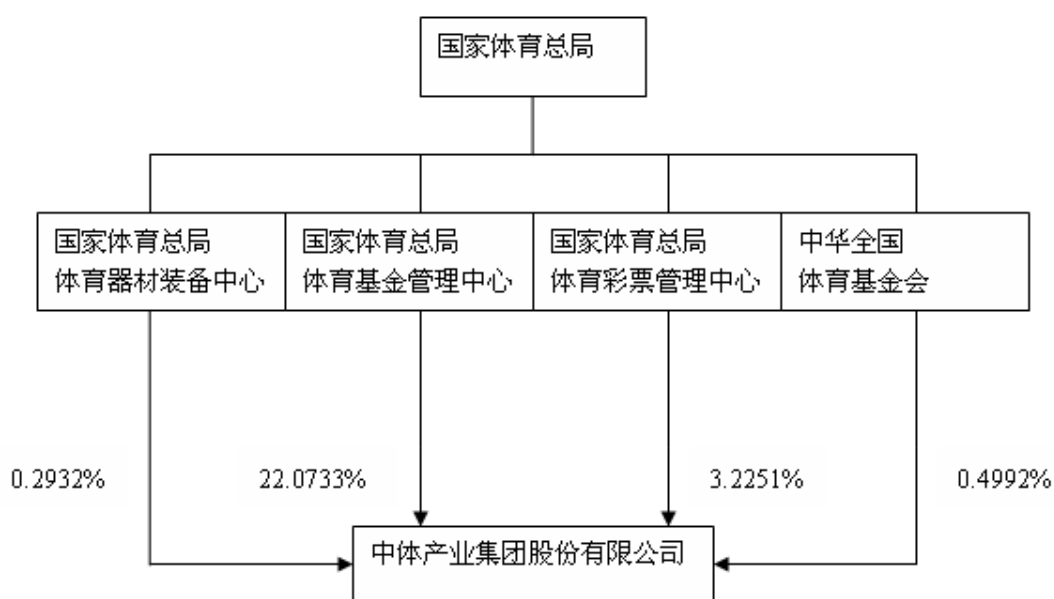 国家体育总局
国家体育总局
体育器材装备中心
国家体育总局
体育基金管理中心
国家体育总局
体育彩票管理中心
中华全国
体育基金会
0.2932%
22.0733%
3.2251%
0.4992%
中体产业集团股份有限公司